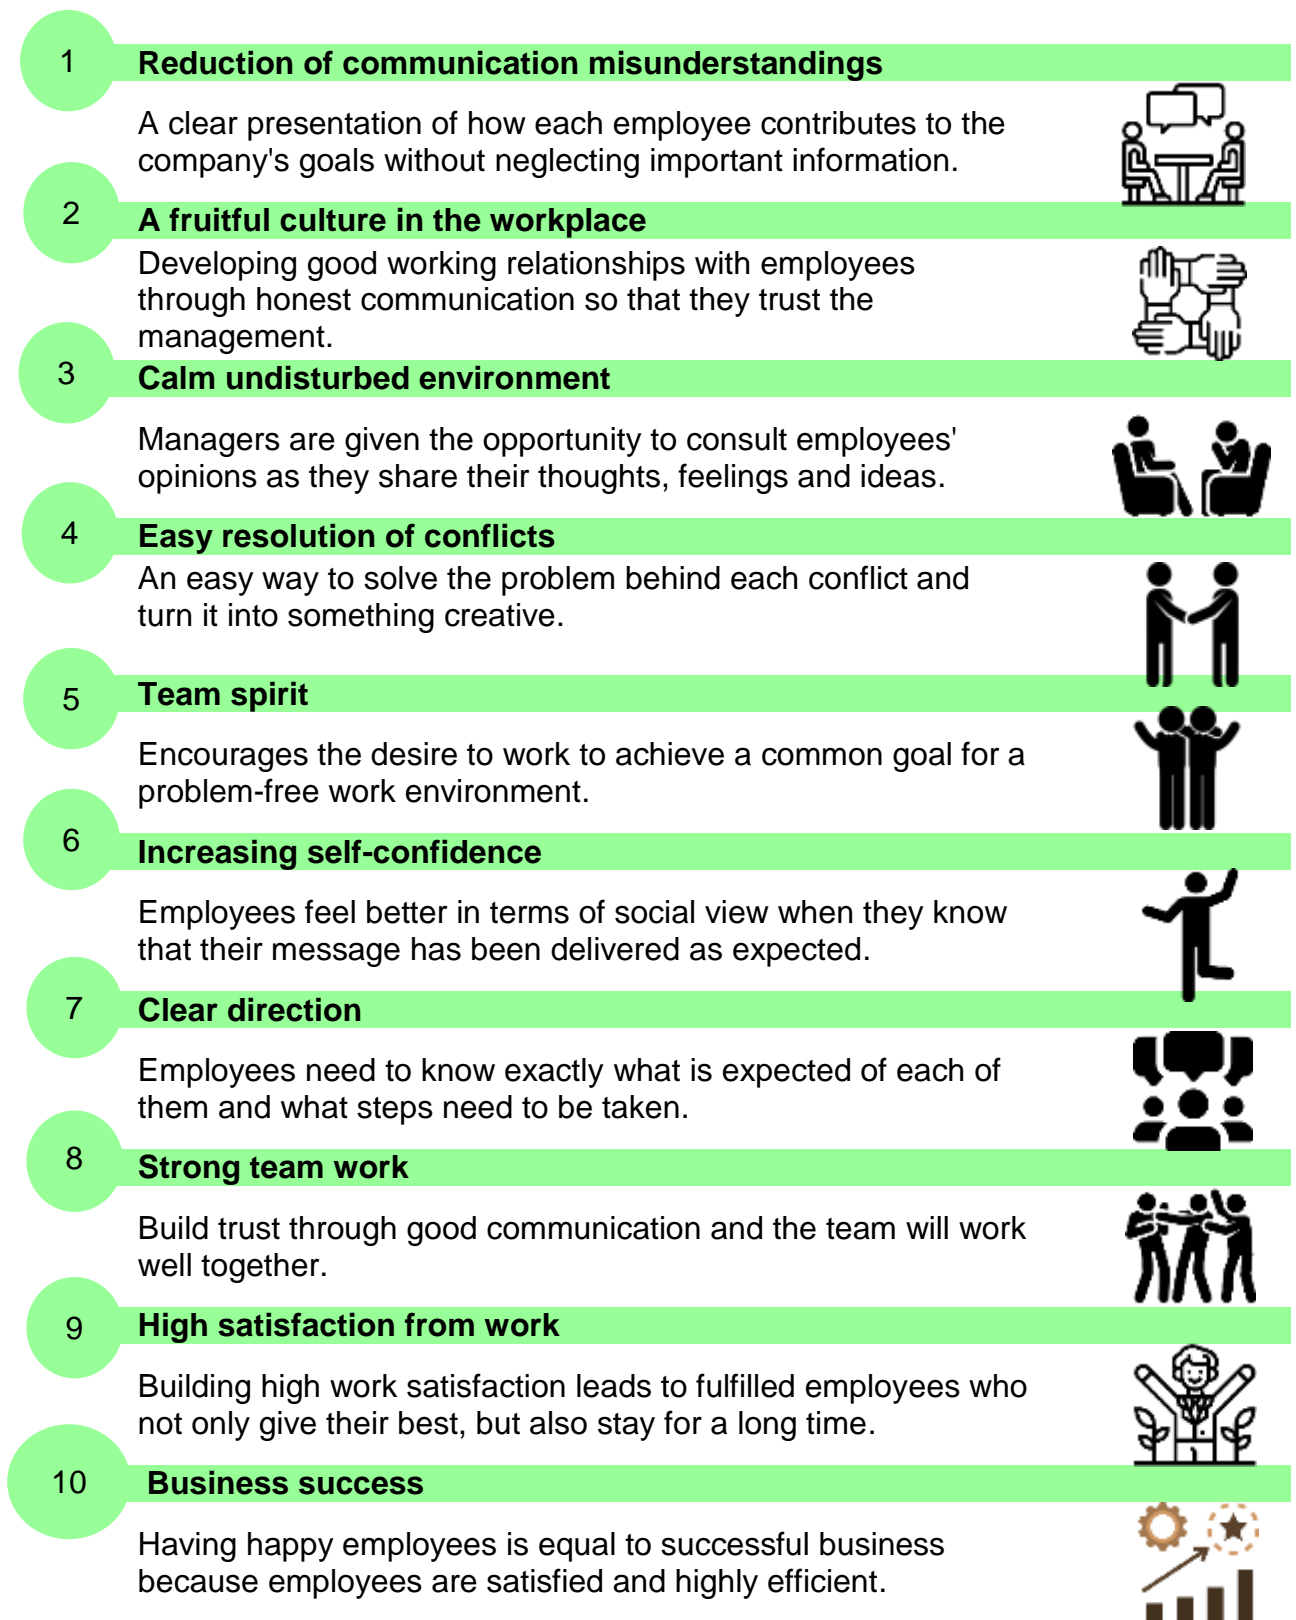 1
Reduction of communication misunderstandings
A clear presentation of how each employee contributes to the
company's goals without neglecting important information.
2
A fruitful culture in the workplace
Developing good working relationships with employees
through honest communication so that they trust the
management.
3
Calm undisturbed environment
Managers are given the opportunity to consult employees'
opinions as they share their thoughts, feelings and ideas.
4
Easy resolution of conflicts
An easy way to solve the problem behind each conflict and
turn it into something creative.
5
Team spirit
Encourages the desire to work to achieve a common goal for a
problem-free work environment.
6
Increasing self-confidence
Employees feel better in terms of social view when they know
that their message has been delivered as expected.
7
Clear direction
Employees need to know exactly what is expected of each of
them and what steps need to be taken.
8
Strong team work
Build trust through good communication and the team will work
well together.
9
High satisfaction from work
Building high work satisfaction leads to fulfilled employees who
not only give their best, but also stay for a long time.
10
Business success
Having happy employees is equal to successful business
because employees are satisfied and highly efficient.